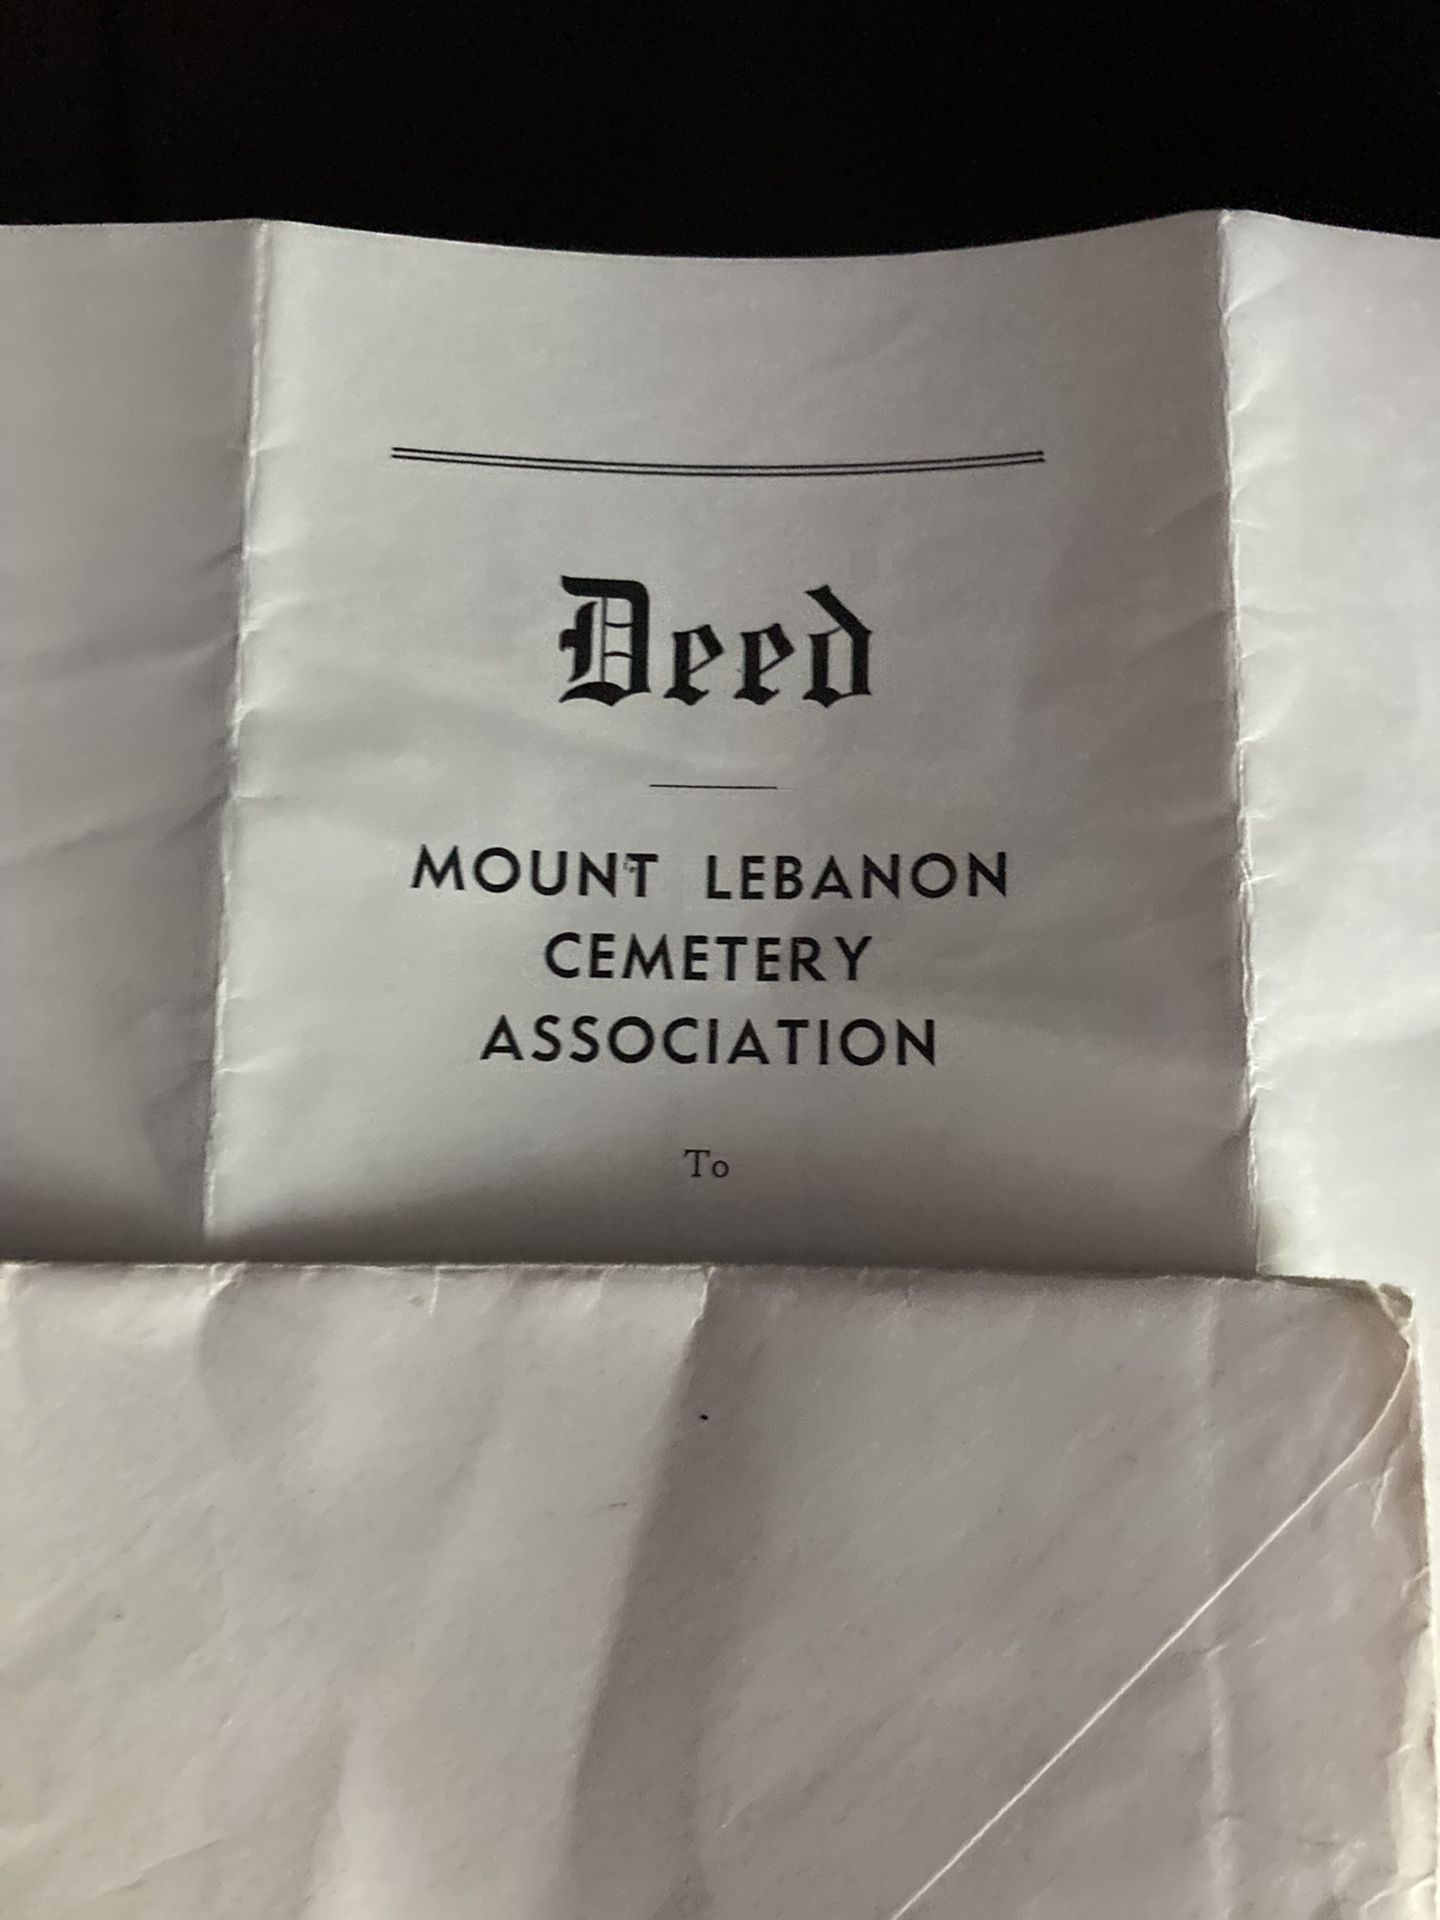 Deed
MOUNT LEBANON
CEMETERY
ASSOCIATION
To